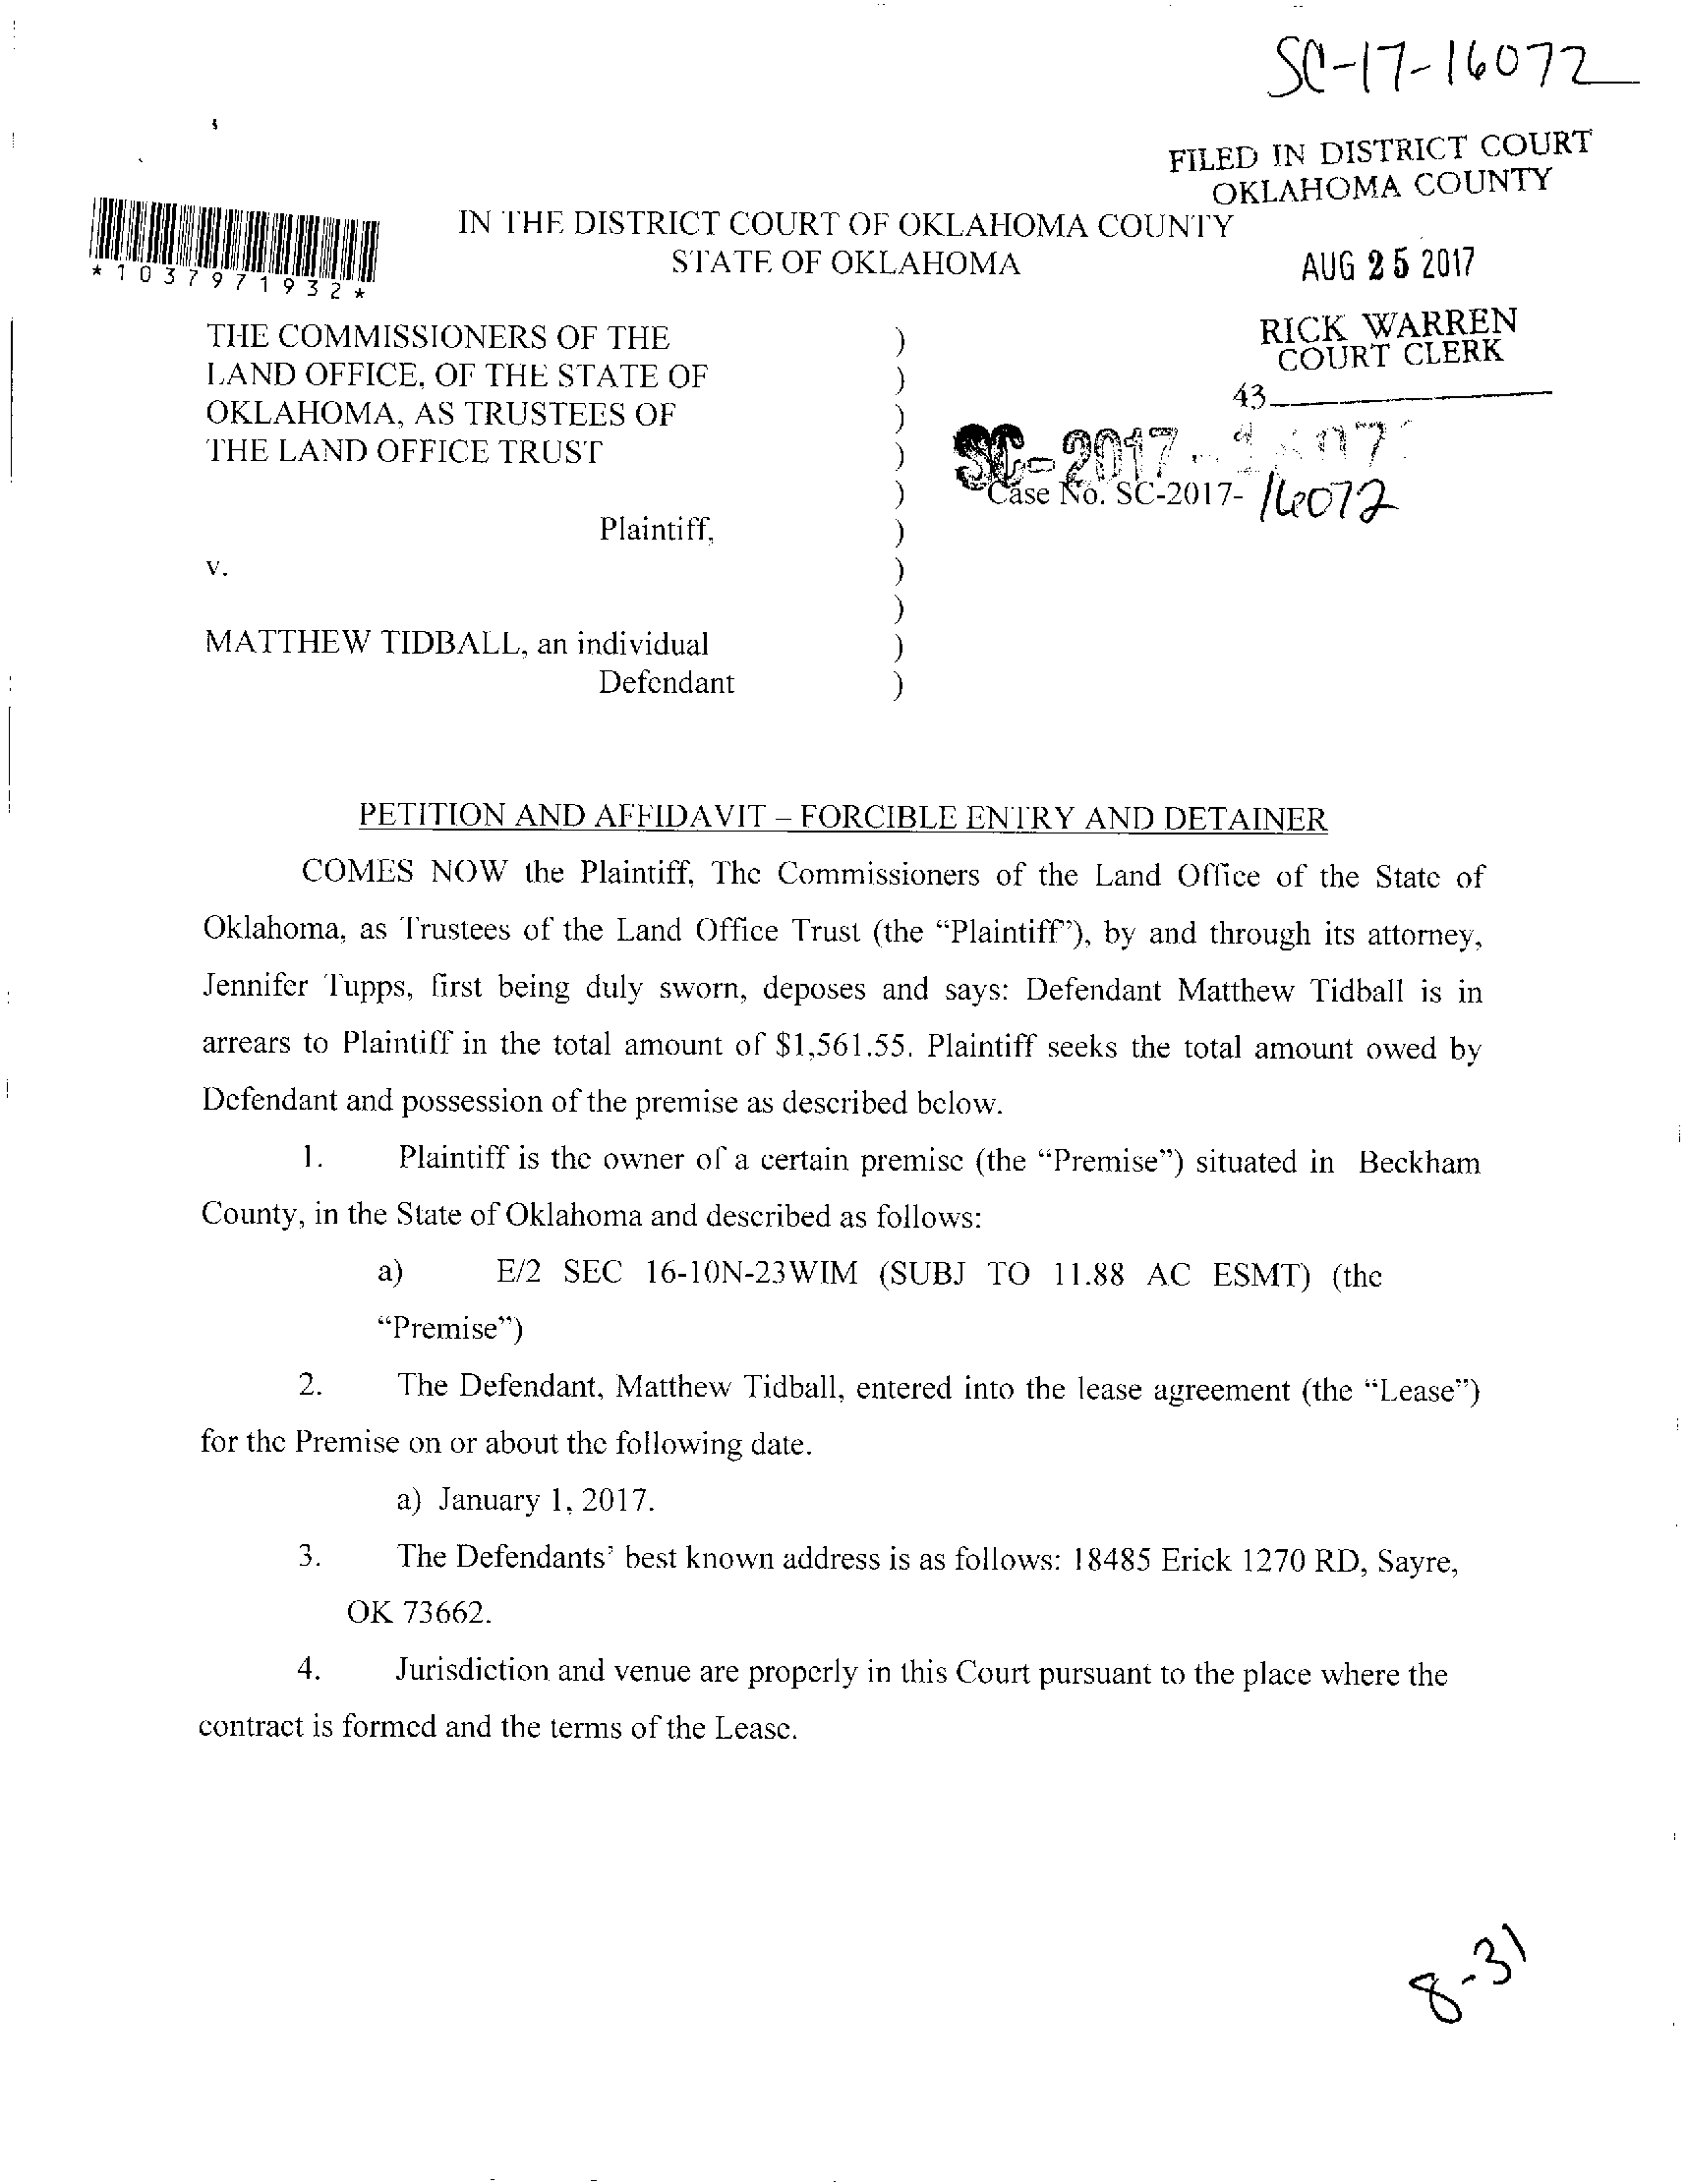 SC-17-16072
FILED IN DISTRICT COURT
OKLAHOMA COUNTY
IN THE DISTRICT COURT OF OKLAHOMA COUNTY
STATE OF OKLAHOMA
AUG 25 2017
*1037971932*
RICK WARREN
COURT CLERK
43
THE COMMISSIONERS OF THE )
LAND OFFICE, OF THE STATE OF )
OKLAHOMA, AS TRUSTEES OF )
THE LAND OFFICE TRUST )
SC-2017-
) Case No. SC-2017-16072
Plaintiff, )
v. )
)
MATTHEW TIDBALL, an individual )
Defendant )
PETITION AND AFFIDAVIT – FORCIBLE ENTRY AND DETAINER
COMES NOW the Plaintiff, The Commissioners of the Land Office of the State of
Oklahoma, as Trustees of the Land Office Trust (the “Plaintiff”), by and through its attorney,
Jennifer Tupps, first being duly sworn, deposes and says: Defendant Matthew Tidball is in
arrears to Plaintiff in the total amount of $1,561.55. Plaintiff seeks the total amount owed by
Defendant and possession of the premise as described below.
1. Plaintiff is the owner of a certain premise (the “Premise”) situated in Beckham
County, in the State of Oklahoma and described as follows:
a) E/2 SEC 16-10N-23WIM (SUBJ TO 11.88 AC ESMT) (the
“Premise”)
2. The Defendant, Matthew Tidball, entered into the lease agreement (the “Lease”)
for the Premise on or about the following date.
a) January 1, 2017.
3. The Defendants’ best known address is as follows: 18485 Erick 1270 RD, Sayre,
OK 73662.
4. Jurisdiction and venue are properly in this Court pursuant to the place where the
contract is formed and the terms of the Lease.
8-31